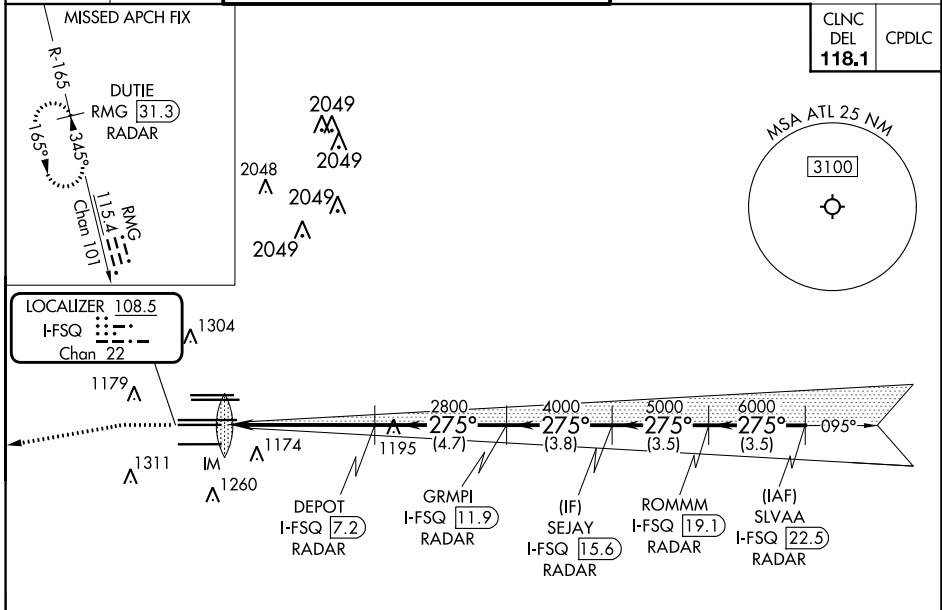 MISSED APCH FIX
R-165
DUTIE
RMG 31.3
RADAR
165°
345°
RMG
115.4
Chan 101
CLNC
DEL
118.1
CPDLC
MSA ATL 25 NM
3100
2049
2049
2048
2049
2049
LOCALIZER 108.5
I-FSQ
Chan 22
1304
1179
1311
IM
1260
1174
1195
2800
275°
(4.7)
4000
275°
(3.8)
5000
275°
(3.5)
6000
275°
(3.5)
095°
DEPOT
I-FSQ 7.2
RADAR
GRMPI
I-FSQ 11.9
RADAR
(IF)
SEJAY
I-FSQ 15.6
RADAR
ROMMM
I-FSQ 19.1
RADAR
(IAF)
SLVAA
I-FSQ 22.5
RADAR